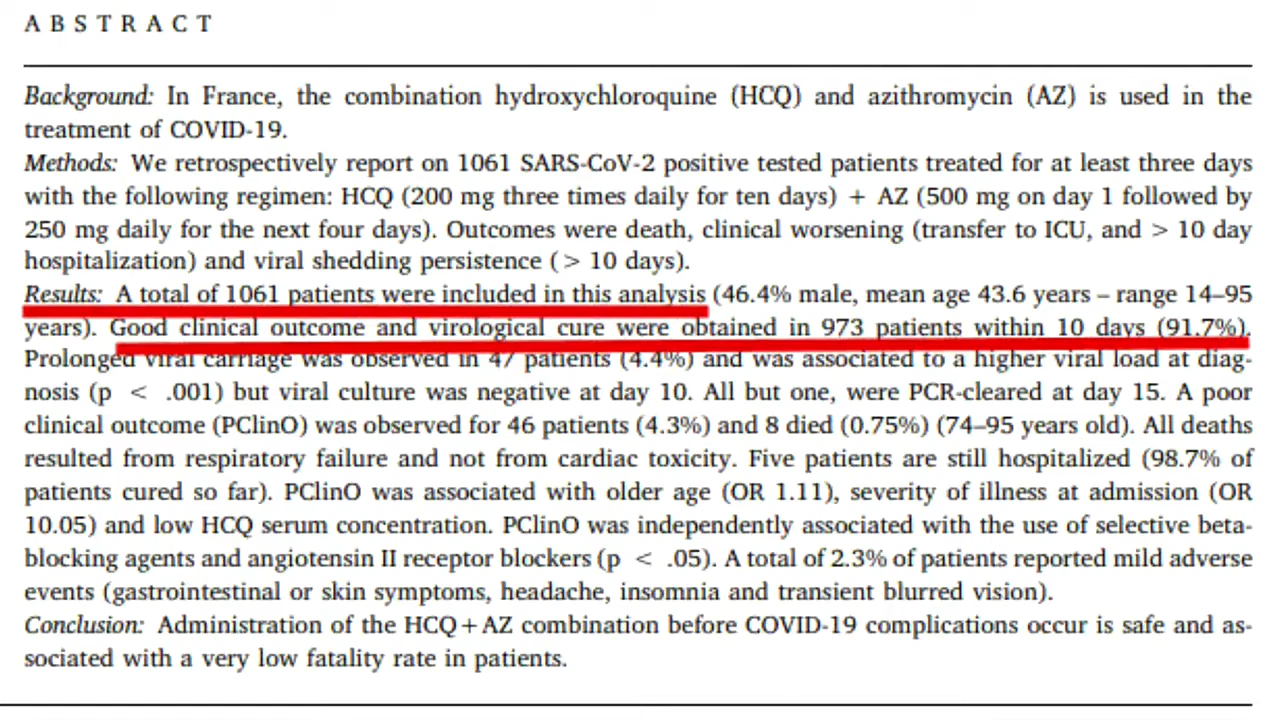 A B S T R A C T
Background: In France, the combination hydroxychloroquine (HCQ) and azithromycin (AZ) is used in the
treatment of COVID-19.
Methods: We retrospectively report on 1061 SARS-CoV-2 positive tested patients treated for at least three days
with the following regimen: HCQ (200 mg three times daily for ten days) + AZ (500 mg on day 1 followed by
250 mg daily for the next four days). Outcomes were death, clinical worsening (transfer to ICU, and > 10 day
hospitalization) and viral shedding persistence (> 10 days).
Results: A total of 1061 patients were included in this analysis (46.4% male, mean age 43.6 years – range 14–95
years). Good clinical outcome and virological cure were obtained in 973 patients within 10 days (91.7%).
Prolonged viral carriage was observed in 47 patients (4.4%) and was associated to a higher viral load at diag-
nosis (p < .001) but viral culture was negative at day 10. All but one, were PCR-cleared at day 15. A poor
clinical outcome (PClinO) was observed for 46 patients (4.3%) and 8 died (0.75%) (74–95 years old). All deaths
resulted from respiratory failure and not from cardiac toxicity. Five patients are still hospitalized (98.7% of
patients cured so far). PClinO was associated with older age (OR 1.11), severity of illness at admission (OR
10.05) and low HCQ serum concentration. PClinO was independently associated with the use of selective beta-
blocking agents and angiotensin II receptor blockers (p < .05). A total of 2.3% of patients reported mild adverse
events (gastrointestinal or skin symptoms, headache, insomnia and transient blurred vision).
Conclusion: Administration of the HCQ+AZ combination before COVID-19 complications occur is safe and as-
sociated with a very low fatality rate in patients.